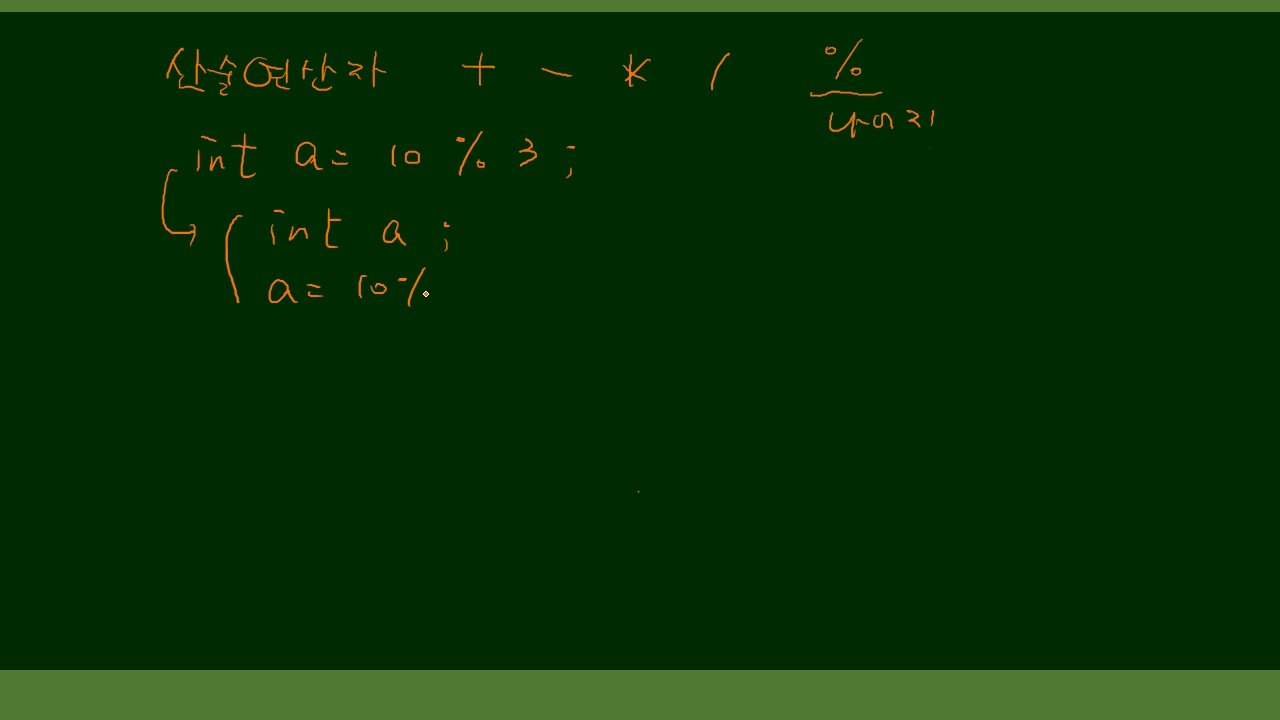 산술연산자 + - * / %
나머지
int a = 10 % 3 ;
int a ;
a = 10 %